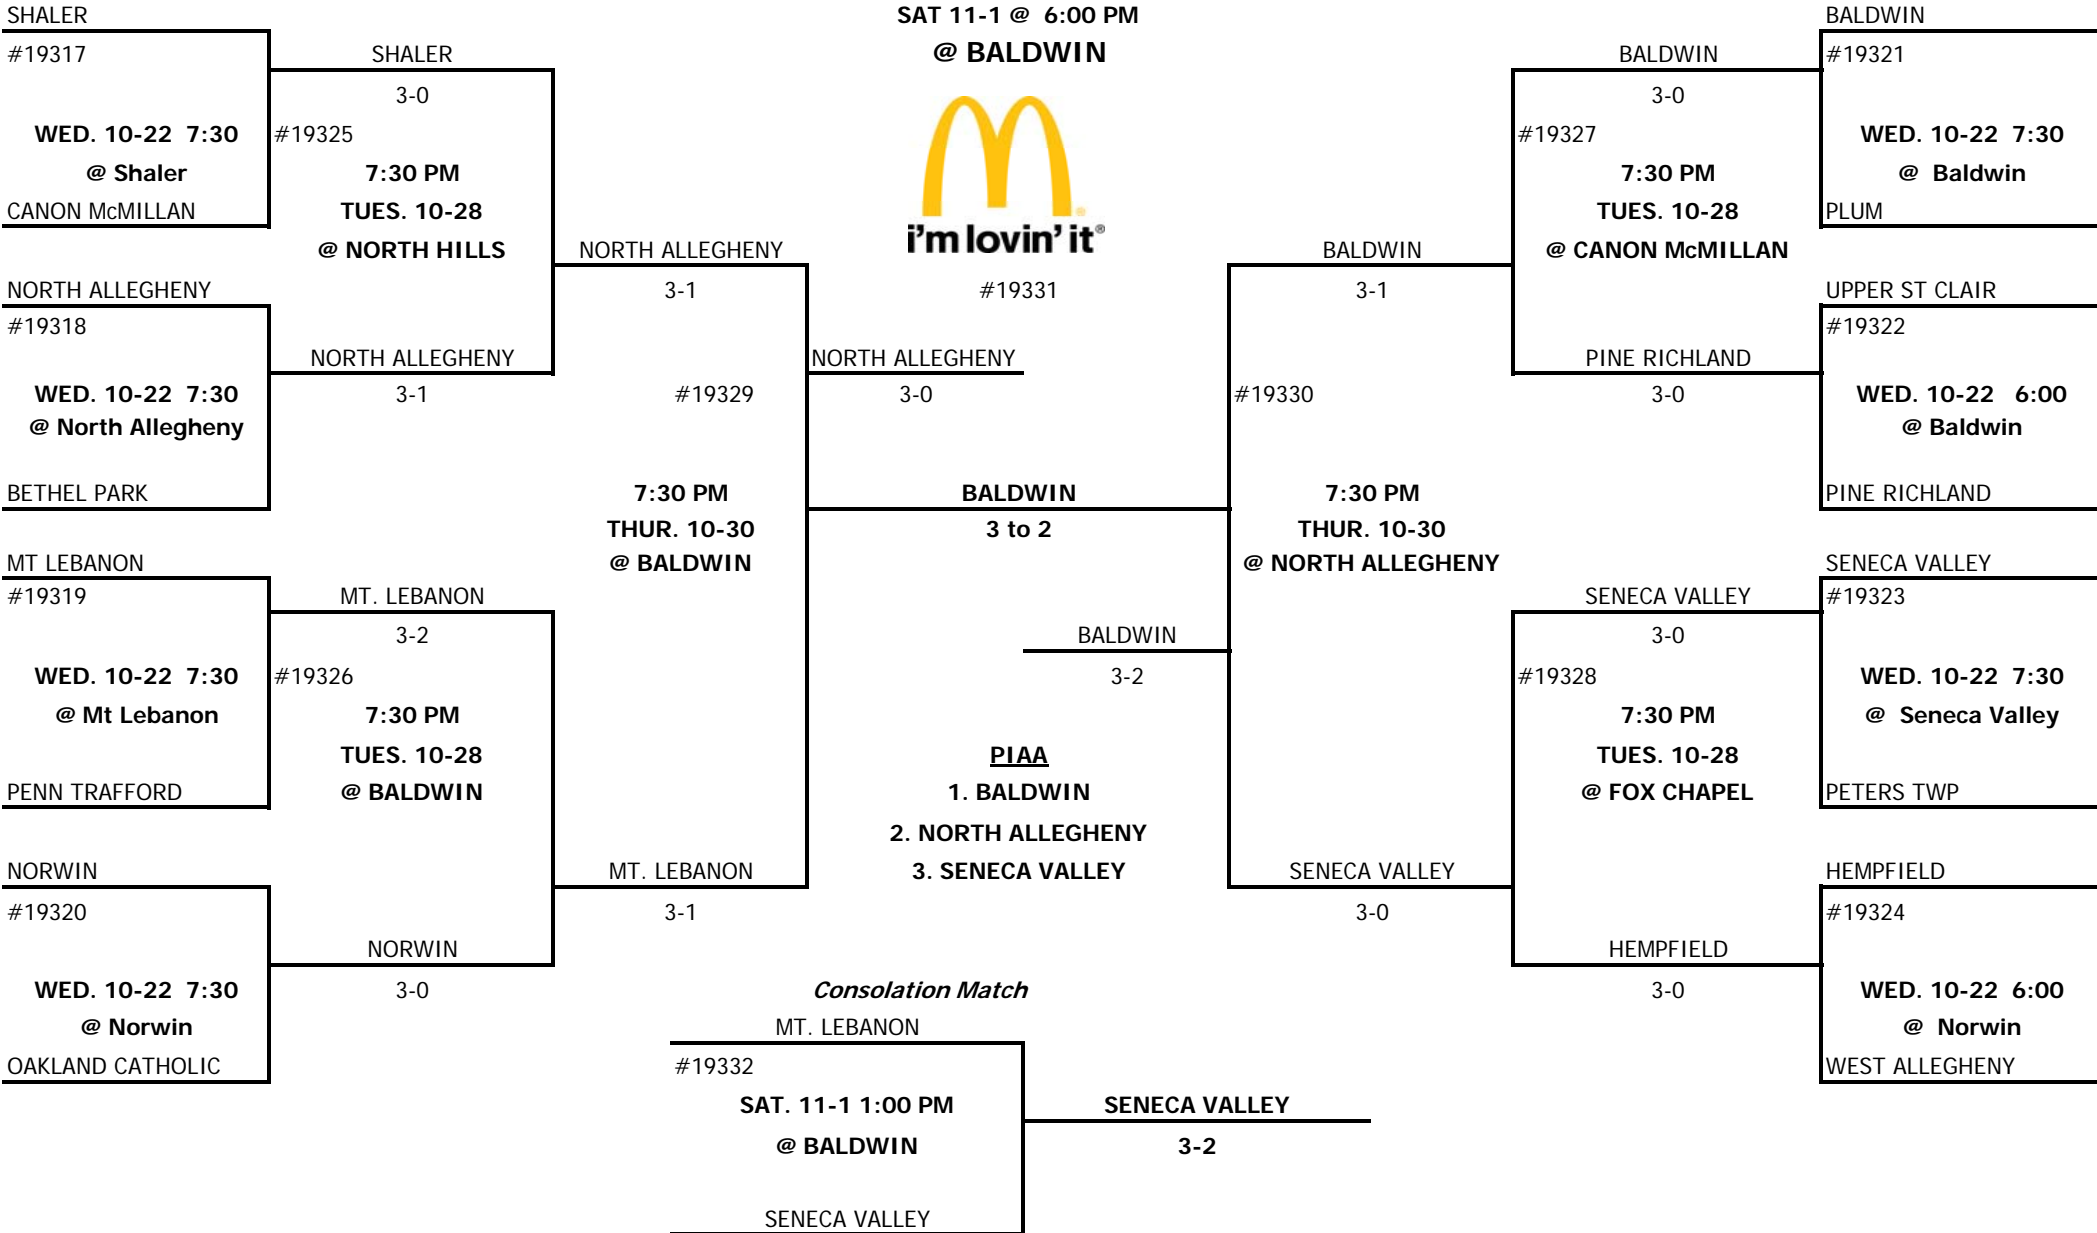 SHALER
#19317
WED. 10-22 7:30
@ Shaler
CANON McMILLAN
NORTH ALLEGHENY
#19318
WED. 10-22 7:30
@ North Allegheny
BETHEL PARK
MT LEBANON
#19319
WED. 10-22 7:30
@ Mt Lebanon
PENN TRAFFORD
NORWIN
#19320
WED. 10-22 7:30
@ Norwin
OAKLAND CATHOLIC
SHALER
3-0
#19325
7:30 PM
TUES. 10-28
@ NORTH HILLS
NORTH ALLEGHENY
3-1
MT. LEBANON
3-2
#19326
7:30 PM
TUES. 10-28
@ BALDWIN
NORWIN
3-0
NORTH ALLEGHENY
3-1
#19329
7:30 PM
THUR. 10-30
@ BALDWIN
MT. LEBANON
3-1
SAT 11-1 @ 6:00 PM
@ BALDWIN
i'm lovin' it®
#19331
NORTH ALLEGHENY
3-0
BALDWIN
3 to 2
BALDWIN
3-2
PIAA
1. BALDWIN
2. NORTH ALLEGHENY
3. SENECA VALLEY
Consolation Match
MT. LEBANON
#19332
SAT. 11-1 1:00 PM
@ BALDWIN
SENECA VALLEY
SENECA VALLEY
3-2
BALDWIN
3-1
#19330
7:30 PM
THUR. 10-30
@ NORTH ALLEGHENY
SENECA VALLEY
3-0
BALDWIN
3-0
#19327
7:30 PM
TUES. 10-28
@ CANON McMILLAN
PINE RICHLAND
3-0
SENECA VALLEY
3-0
#19328
7:30 PM
TUES. 10-28
@ FOX CHAPEL
HEMPFIELD
3-0
BALDWIN
#19321
WED. 10-22 7:30
@ Baldwin
PLUM
UPPER ST CLAIR
#19322
WED. 10-22 6:00
@ Baldwin
PINE RICHLAND
SENECA VALLEY
#19323
WED. 10-22 7:30
@ Seneca Valley
PETERS TWP
HEMPFIELD
#19324
WED. 10-22 6:00
@ Norwin
WEST ALLEGHENY